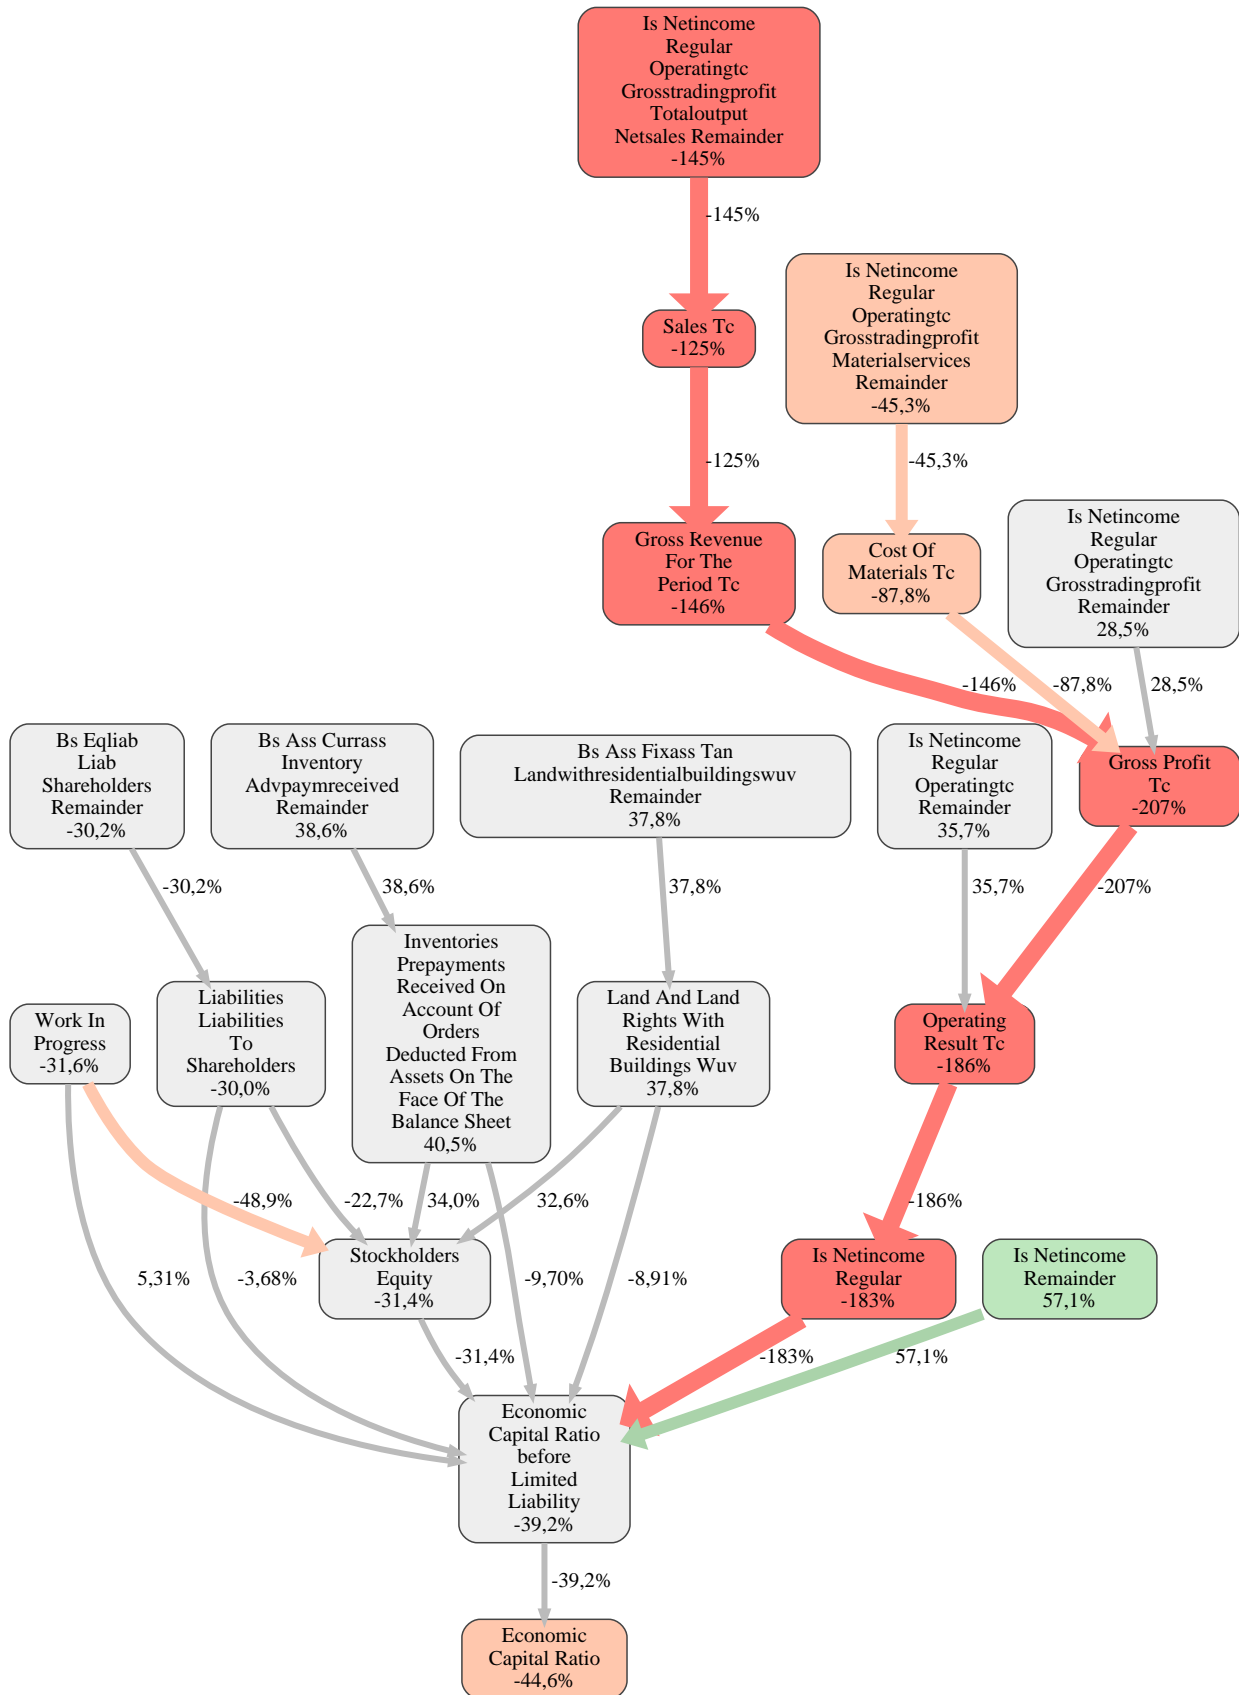 Is Netincome
Regular
Operatingtc
Grosstradingprofit
Totaloutput
Netsales Remainder
-145%
-145%
Is Netincome
Regular
Operatingtc
Grosstradingprofit
Materialservices
Remainder
-45,3%
Sales Tc
-125%
-125%
-45,3%
Is Netincome
Regular
Operatingtc
Grosstradingprofit
Remainder
28,5%
Gross Revenue
For The
Period Tc
-146%
Cost Of
Materials Tc
-87,8%
-146%
-87,8%
28,5%
Bs Eqliab
Liab
Shareholders
Remainder
-30,2%
Bs Ass Currass
Inventory
Advpaymreceived
Remainder
38,6%
Bs Ass Fixass Tan
Landwithresidentialbuildingswuv
Remainder
37,8%
Is Netincome
Regular
Operatingtc
Remainder
35,7%
Gross Profit
Tc
-207%
-30,2%
38,6%
37,8%
35,7%
-207%
Work In
Progress
-31,6%
Liabilities
Liabilities
To
Shareholders
-30,0%
Inventories
Prepayments
Received On
Account Of
Orders
Deducted From
Assets On The
Face Of The
Balance Sheet
40,5%
Land And Land
Rights With
Residential
Buildings Wuv
37,8%
Operating
Result Tc
-186%
-48,9%
-22,7%
34,0%
32,6%
-186%
Stockholders
Equity
-31,4%
Is Netincome
Regular
-183%
Is Netincome
Remainder
57,1%
5,31%
-3,68%
-9,70%
-8,91%
-31,4%
-183%
57,1%
Economic
Capital Ratio
before
Limited
Liability
-39,2%
-39,2%
Economic
Capital Ratio
-44,6%